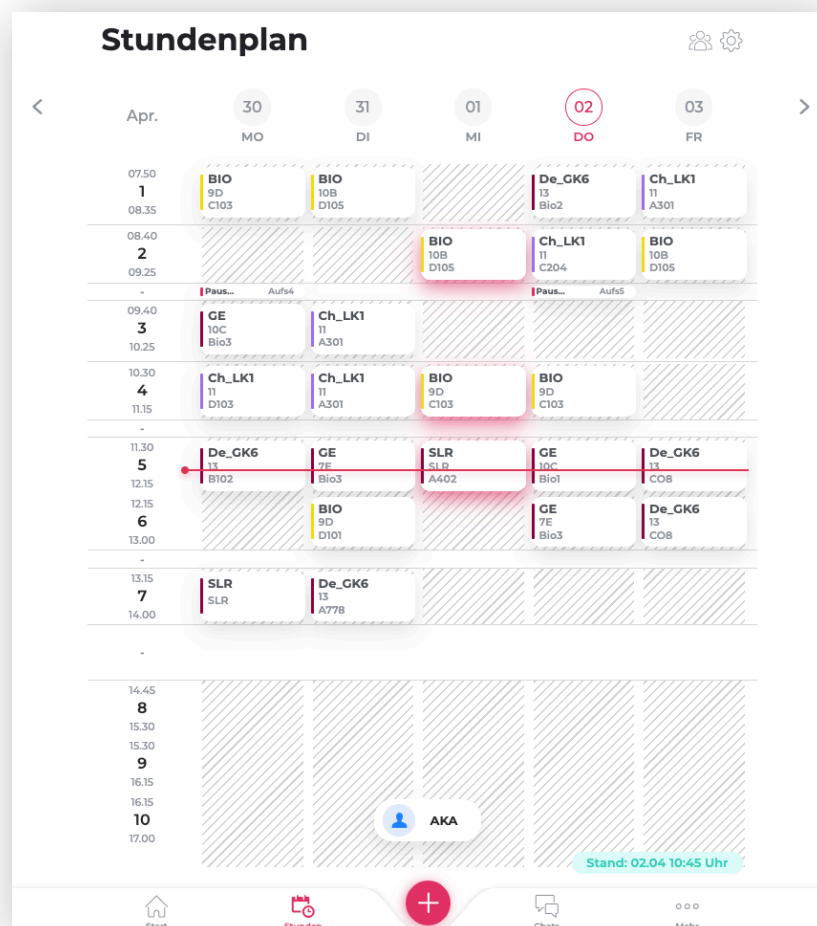 Stundenplan
Apr.
30 31 01 02 03
MO DI MI DO FR
07.50
1
08.35
BIO
9D
C103
BIO
10B
D105
De_GK6
13
Bio2
Ch_LK1
11
A301
08.40
2
09.25
BIO
10B
D105
Ch_LK1
11
C204
BIO
10B
D105
-
Paus... Aufs4
Paus... Aufs5
09.40
3
10.25
GE
10C
Bio3
Ch_LK1
11
A301
10.30
4
11.15
Ch_LK1
11
D103
Ch_LK1
11
A301
BIO
9D
C103
BIO
9D
C103
-
11.30
5
12.15
De_GK6
13
B102
GE
7E
Bio3
SLR
SLR
A402
GE
10C
Bio1
De_GK6
13
CO8
12.15
6
13.00
BIO
9D
D101
GE
7E
Bio3
De_GK6
13
CO8
-
13.15
7
14.00
SLR
SLR
De_GK6
13
A778
-
14.45
8
15.30
15.30
9
16.15
16.15
10
17.00
AKA
Stand: 02.04 10:45 Uhr
Start Stunden Chats Mehr